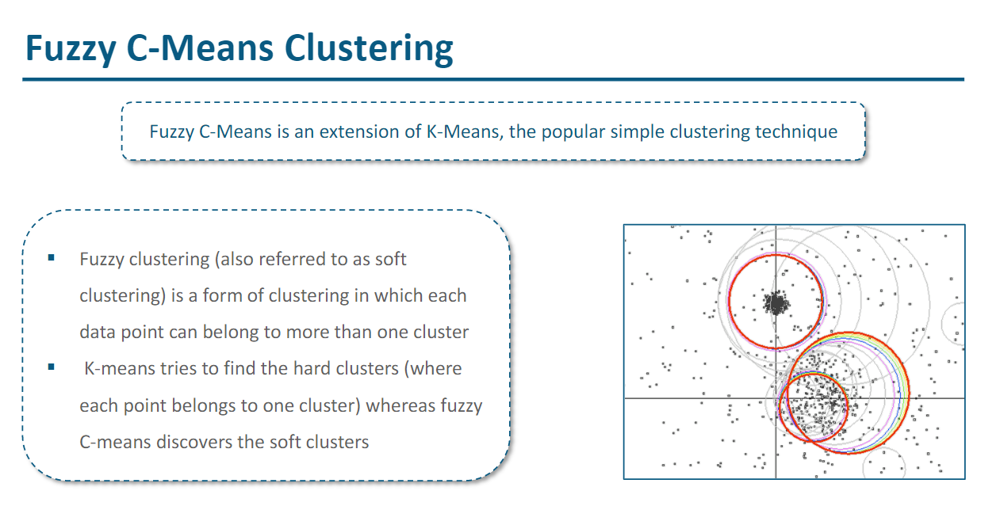 Fuzzy C-Means Clustering
Fuzzy C-Means is an extension of K-Means, the popular simple clustering technique
▪ Fuzzy clustering (also referred to as soft
clustering) is a form of clustering in which each
data point can belong to more than one cluster
▪ K-means tries to find the hard clusters (where
each point belongs to one cluster) whereas fuzzy
C-means discovers the soft clusters